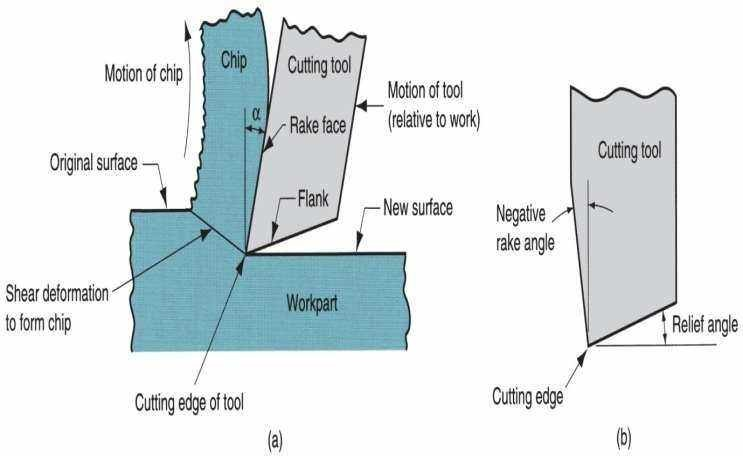 Motion of chip
Chip
Cutting tool
α
Rake face
Motion of tool
(relative to work)
Original surface
Flank
New surface
Shear deformation
to form chip
Workpart
Cutting edge of tool
(a)
Cutting tool
Negative
rake angle
Relief angle
Cutting edge
(b)